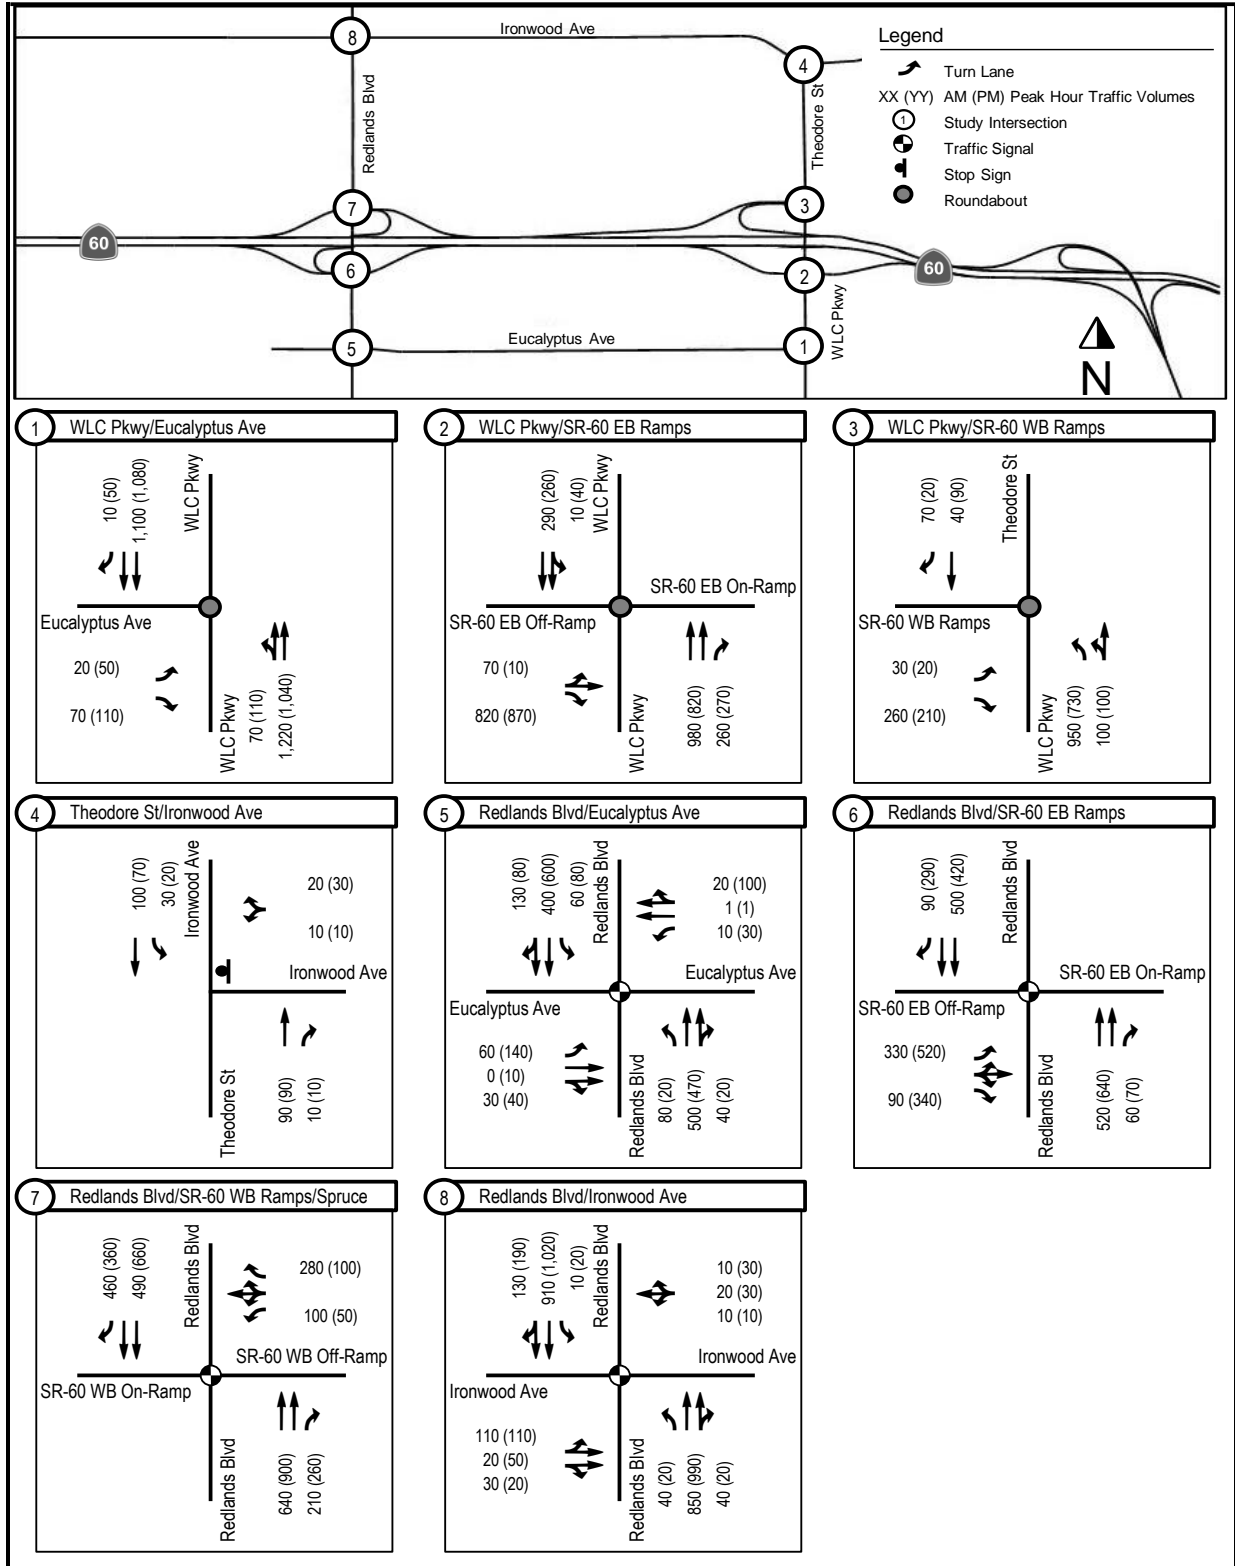 Ironwood Ave
Redlands Blvd
Theodore St
WLC Pkwy
Eucalyptus Ave
8
4
7
3
6
2
5
1
60
60
N
Legend
Turn Lane
XX (YY) AM (PM) Peak Hour Traffic Volumes
1 Study Intersection
Traffic Signal
Stop Sign
Roundabout
1 WLC Pkwy/Eucalyptus Ave
10 (50)
1,100 (1,080)
WLC Pkwy
Eucalyptus Ave
20 (50)
70 (110)
WLC Pkwy
70 (110)
1,220 (1,040)
2 WLC Pkwy/SR-60 EB Ramps
290 (260)
10 (40)
WLC Pkwy
SR-60 EB On-Ramp
SR-60 EB Off-Ramp
70 (10)
820 (870)
WLC Pkwy
980 (820)
260 (270)
3 WLC Pkwy/SR-60 WB Ramps
70 (20)
40 (90)
Theodore St
SR-60 WB Ramps
30 (20)
260 (210)
WLC Pkwy
950 (730)
100 (100)
4 Theodore St/Ironwood Ave
100 (70)
30 (20)
Ironwood Ave
20 (30)
10 (10)
Ironwood Ave
Theodore St
90 (90)
10 (10)
5 Redlands Blvd/Eucalyptus Ave
130 (80)
400 (600)
60 (80)
Redlands Blvd
20 (100)
1 (1)
10 (30)
Eucalyptus Ave
Eucalyptus Ave
60 (140)
0 (10)
30 (40)
Redlands Blvd
80 (20)
500 (470)
40 (20)
6 Redlands Blvd/SR-60 EB Ramps
90 (290)
500 (420)
Redlands Blvd
SR-60 EB On-Ramp
SR-60 EB Off-Ramp
330 (520)
90 (340)
Redlands Blvd
520 (640)
60 (70)
7 Redlands Blvd/SR-60 WB Ramps/Spruce
460 (360)
490 (660)
Redlands Blvd
280 (100)
100 (50)
SR-60 WB Off-Ramp
SR-60 WB On-Ramp
Redlands Blvd
640 (900)
210 (260)
8 Redlands Blvd/Ironwood Ave
130 (190)
910 (1,020)
10 (20)
Redlands Blvd
10 (30)
20 (30)
10 (10)
Ironwood Ave
Ironwood Ave
110 (110)
20 (50)
30 (20)
Redlands Blvd
40 (20)
850 (990)
40 (20)